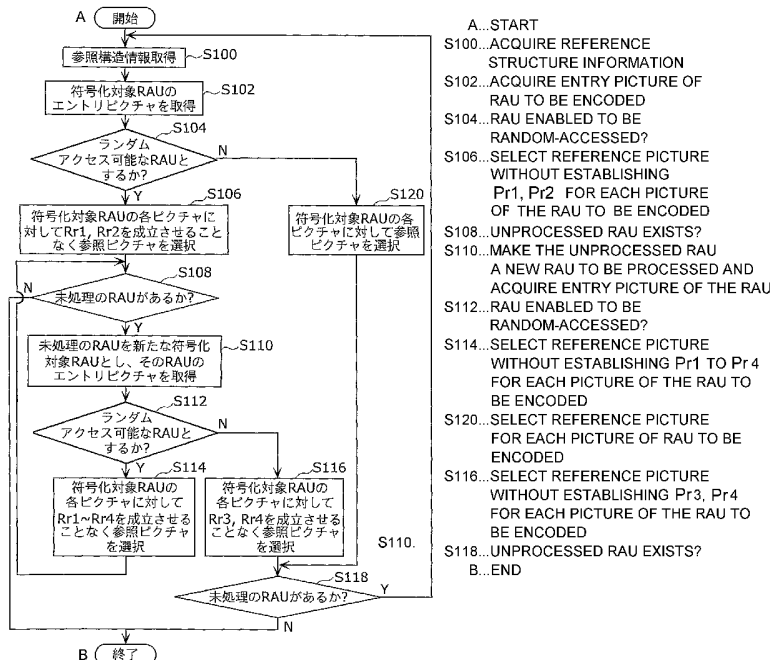 A 開始
参照構造情報取得
S100
符号化対象RAUの
エントリピクチャを取得
S102
S104
ランダム
アクセス可能なRAUと
するか?
N
Y
S106
符号化対象RAUの各ピクチャに
対してRr1, Rr2を成立させること
なく参照ピクチャを選択
S120
符号化対象RAUの各
ピクチャに対して参照
ピクチャを選択
S108
未処理のRAUがあるか?
N
Y
未処理のRAUを新たな符号化
対象RAUとし、そのRAUの
エントリピクチャを取得
S110
S112
ランダム
アクセス可能なRAUと
するか?
N
Y
S114
符号化対象RAUの
各ピクチャに対して
Rr1~Rr4を成立させる
ことなく参照ピクチャ
を選択
S116
符号化対象RAUの
各ピクチャに対して
Rr3, Rr4を成立させる
ことなく参照ピクチャ
を選択
S110.
S118
未処理のRAUがあるか?
Y
N
B 終了
A...START
S100...ACQUIRE REFERENCE
STRUCTURE INFORMATION
S102...ACQUIRE ENTRY PICTURE OF
RAU TO BE ENCODED
S104...RAU ENABLED TO BE
RANDOM-ACCESSED?
S106...SELECT REFERENCE PICTURE
WITHOUT ESTABLISHING
Pr1, Pr2 FOR EACH PICTURE
OF THE RAU TO BE ENCODED
S108...UNPROCESSED RAU EXISTS?
S110...MAKE THE UNPROCESSED RAU
A NEW RAU TO BE PROCESSED AND
ACQUIRE ENTRY PICTURE OF THE RAU
S112...RAU ENABLED TO BE
RANDOM-ACCESSED?
S114...SELECT REFERENCE PICTURE
WITHOUT ESTABLISHING Pr1 TO Pr4
FOR EACH PICTURE OF THE RAU TO
BE ENCODED
S120...SELECT REFERENCE PICTURE
FOR EACH PICTURE OF RAU TO BE
ENCODED
S116...SELECT REFERENCE PICTURE
WITHOUT ESTABLISHING Pr3, Pr4
FOR EACH PICTURE OF THE RAU TO
BE ENCODED
S118...UNPROCESSED RAU EXISTS?
B...END